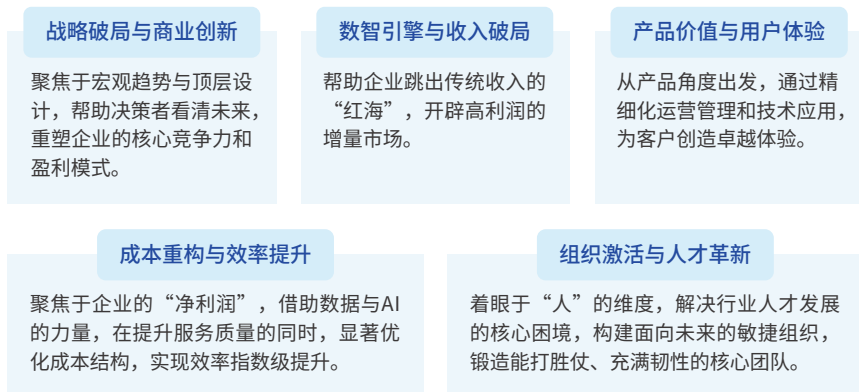 战略破局与商业创新
聚焦于宏观趋势与顶层设
计，帮助决策者看清未来，
重塑企业的核心竞争力和
盈利模式。
数智引擎与收入破局
帮助企业跳出传统收入的
“红海”，开辟高利润的
增量市场。
产品价值与用户体验
从产品角度出发，通过精
细化运营管理和技术应用，
为客户创造卓越体验。
成本重构与效率提升
聚焦于企业的“净利润”，借助数据与AI
的力量，在提升服务质量的同时，显著优
化成本结构，实现效率指数级提升。
组织激活与人才革新
着眼于“人”的维度，解决行业人才发展
的核心困境，构建面向未来的敏捷组织，
锻造能打胜仗、充满韧性的核心团队。